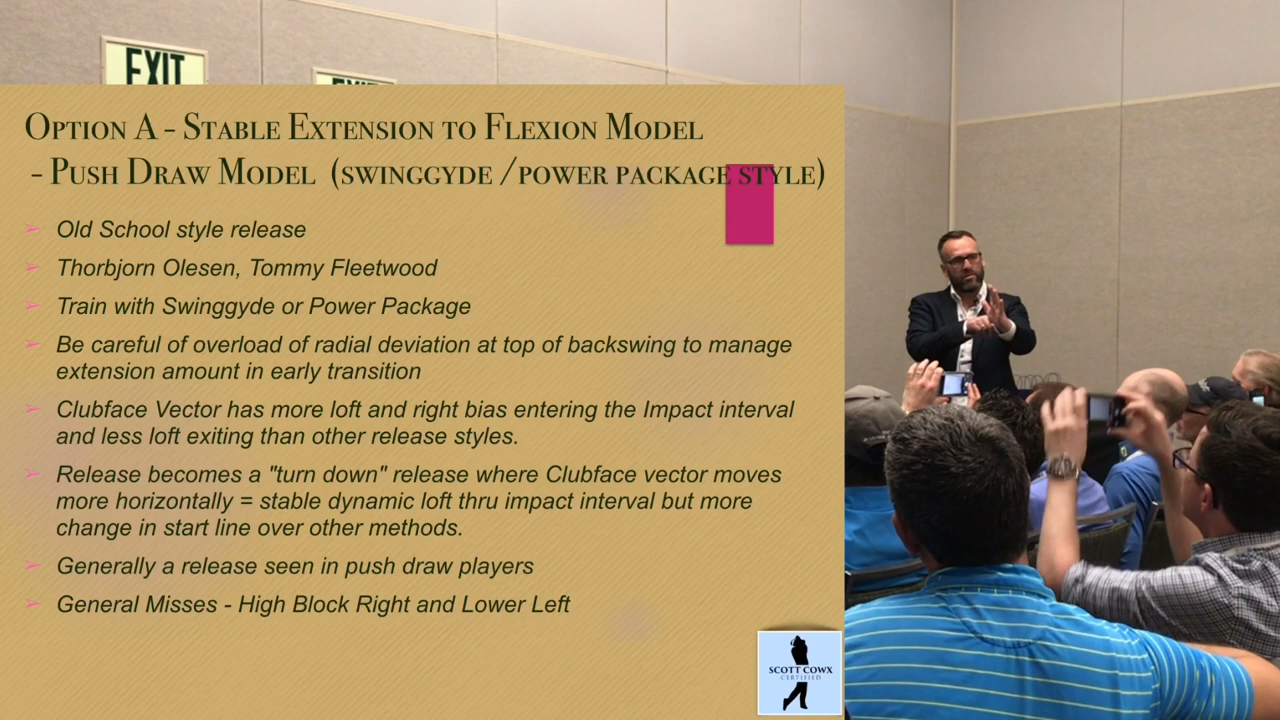 EXIT
EXIT
Option A - Stable Extension to Flexion Model
- Push Draw Model (swinggyde /power package style)
➢ Old School style release
➢ Thorbjorn Olesen, Tommy Fleetwood
➢ Train with Swinggyde or Power Package
➢ Be careful of overload of radial deviation at top of backswing to manage
extension amount in early transition
➢ Clubface Vector has more loft and right bias entering the Impact interval
and less loft exiting than other release styles.
➢ Release becomes a "turn down" release where Clubface vector moves
more horizontally = stable dynamic loft thru impact interval but more
change in start line over other methods.
➢ Generally a release seen in push draw players
➢ General Misses - High Block Right and Lower Left
SCOTT COWX
CERTIFIED